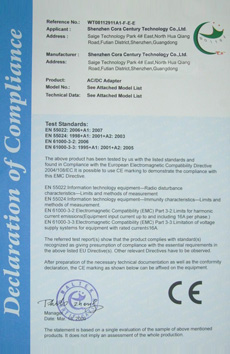 Declaration of Compliance
Reference No.: WT08112911A1-F-E-E
Applicant : Shenzhen Cora Century Technology Co.Ltd.
Address : Saige Technology Park 4# East,North Hua Qiang
Road,Futian District,Shenzhen,Guangdong
Manufacturer : Shenzhen Cora Century Technology Co.Ltd.
Address: Saige Technology Park 4# East,North Hua Qiang
Road,Futian District,Shenzhen,Guangdong
Product: AC/DC Adapter
Model No.: See Attached Model List
Technical Data: See Attached Model List
Test Standards:
EN 55022: 2006+A1: 2007
EN 55024: 1998+A1: 2001+A2: 2003
EN 61000-3-2: 2006
EN 61000-3-3: 1995+A1: 2001+A2: 2005
The above product has been tested by us with the listed standards and
found in Compliance with the European Electromagnetic Compatibility Directive
2004/108/EC It is possible to use CE marking to demonstrate the compliance with
this EMC Directive
EN 55022 Information technology equipment—Radio disturbance
characteristics—Limits and methods of measurement.
EN 55024 Information technology equipment—Immunity characteristics—Limits and
methods of measurement.
EN 61000-3-2 Electromagnetic Compatibility (EMC) Part 3-2:Limits for harmonic
current emissions(Equipment input current up to and including 16A per phase )
EN 61000-3-3 Electromagnetic Compatibility (EMC) Part 3-3:Limitation of voltage
supply systems for equipment with rated current≤16A
The referred test report(s) show that the product complies with standard(s)
recognized as giving presumption of compliance with the essential requirements in
the above listed EU Directive(s). Other relevant Directives have to be observed.
After preparation of the necessary technical documentation as well as the conformity
declaration, the CE marking as shown below can be affixed on the equipment.
CE
Manag
Date:
The statement is based on a single evaluation of the sample of above mentioned
products. It does not imply an assessment of the whole production.